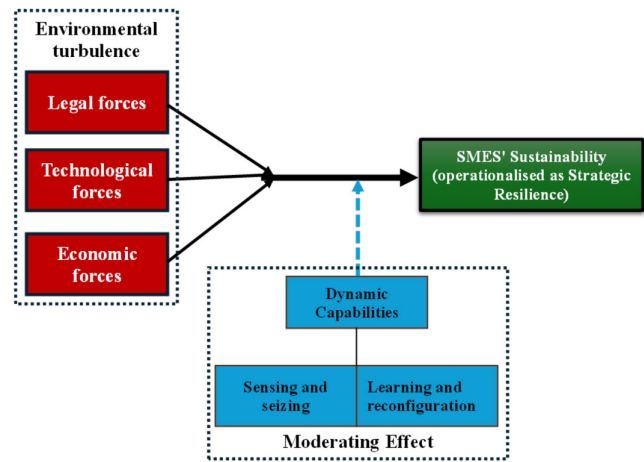 Environmental
turbulence
Legal forces
Technological
forces
Economic
forces
SMES' Sustainability
(operationalised as Strategic
Resilience)
Dynamic
Capabilities
Sensing and
seizing
Learning and
reconfiguration
Moderating Effect